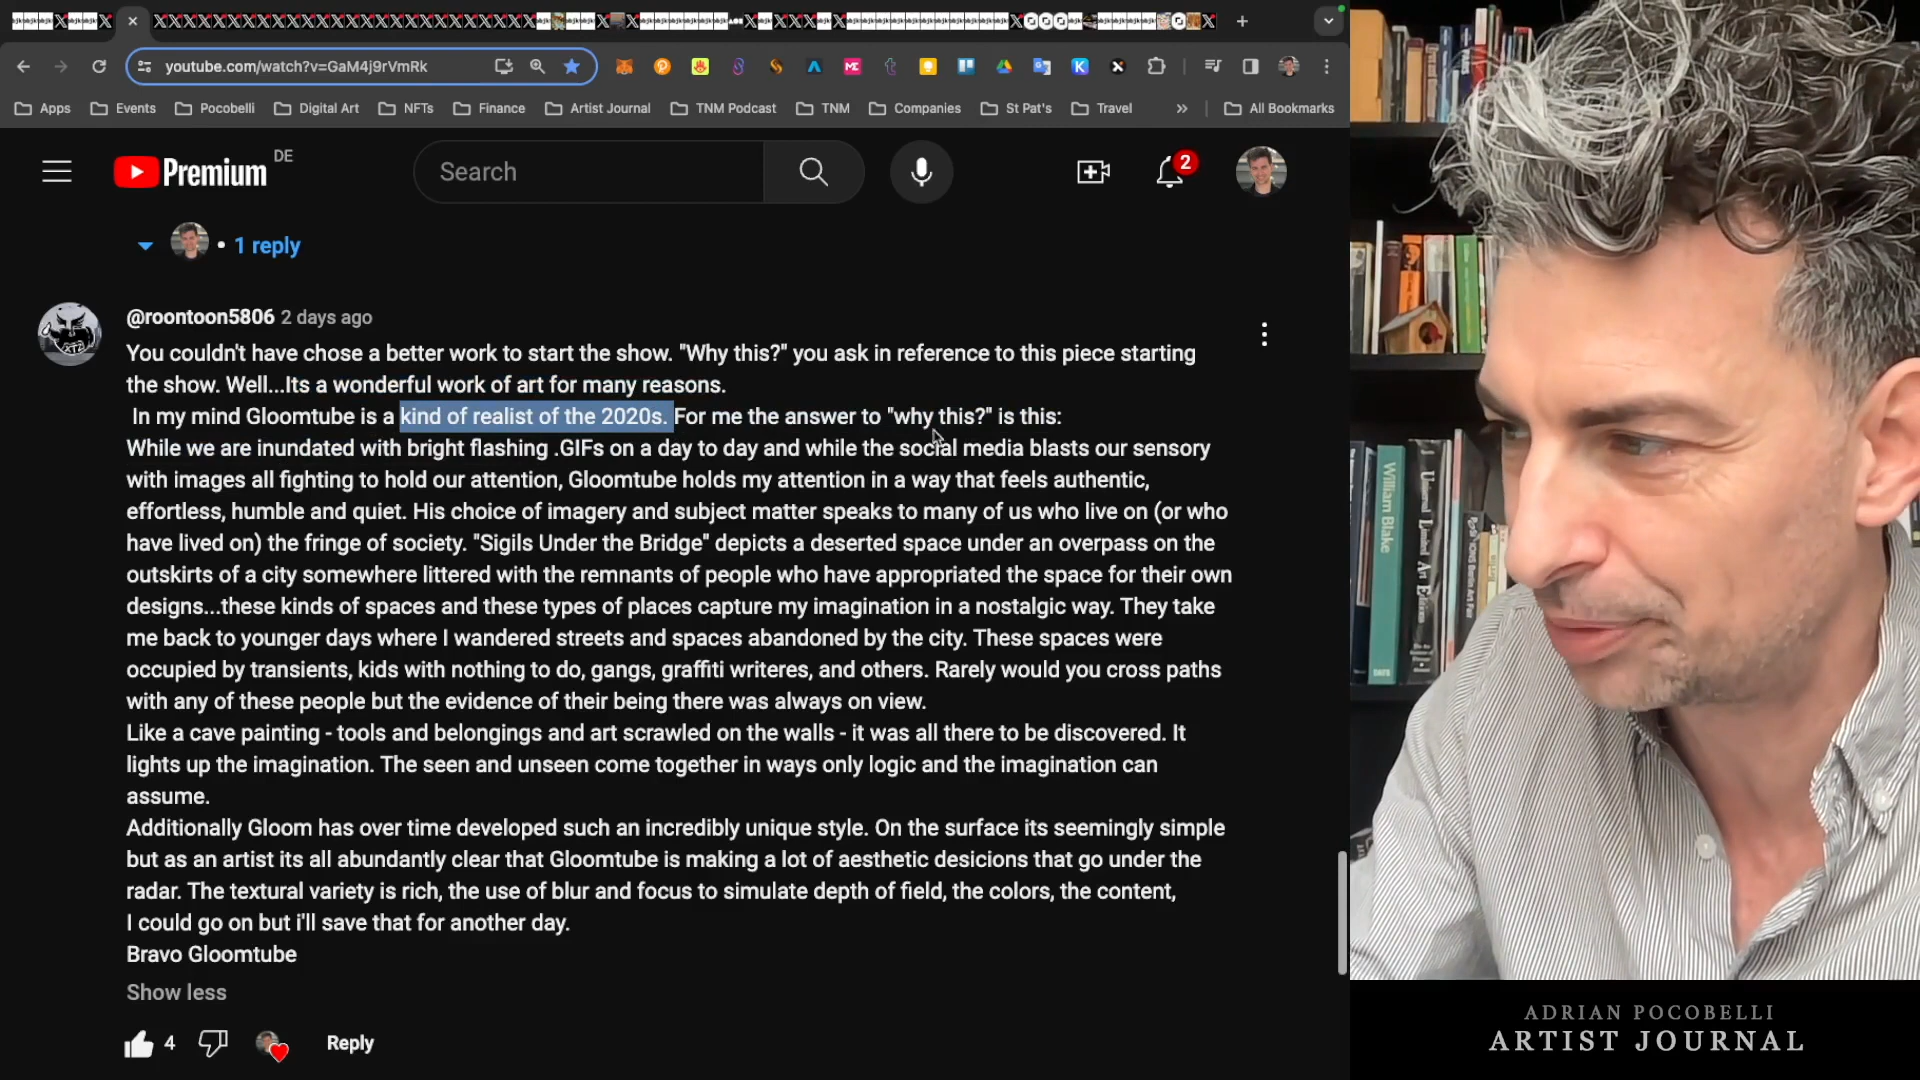 youtube.com/watch?v=GaM4j9rVmRk
Apps Events Pocobelli Digital Art NFTs Finance Artist Journal TNM Podcast TNM Companies St Pat's Travel » All Bookmarks
Premium DE
Search
2
1 reply
@roontoon5806 2 days ago
You couldn't have chose a better work to start the show. "Why this?" you ask in reference to this piece starting
the show. Well...Its a wonderful work of art for many reasons.
In my mind Gloomtube is a kind of realist of the 2020s. For me the answer to "why this?" is this:
While we are inundated with bright flashing .GIFs on a day to day and while the social media blasts our sensory
with images all fighting to hold our attention, Gloomtube holds my attention in a way that feels authentic,
effortless, humble and quiet. His choice of imagery and subject matter speaks to many of us who live on (or who
have lived on) the fringe of society. "Sigils Under the Bridge" depicts a deserted space under an overpass on the
outskirts of a city somewhere littered with the remnants of people who have appropriated the space for their own
designs...these kinds of spaces and these types of places capture my imagination in a nostalgic way. They take
me back to younger days where I wandered streets and spaces abandoned by the city. These spaces were
occupied by transients, kids with nothing to do, gangs, graffiti writeres, and others. Rarely would you cross paths
with any of these people but the evidence of their being there was always on view.
Like a cave painting - tools and belongings and art scrawled on the walls - it was all there to be discovered. It
lights up the imagination. The seen and unseen come together in ways only logic and the imagination can
assume.
Additionally Gloom has over time developed such an incredibly unique style. On the surface its seemingly simple
but as an artist its all abundantly clear that Gloomtube is making a lot of aesthetic desicions that go under the
radar. The textural variety is rich, the use of blur and focus to simulate depth of field, the colors, the content,
I could go on but i'll save that for another day.
Bravo Gloomtube
Show less
4 Reply
William Blake
ADRIAN POCOBELLI
ARTIST JOURNAL